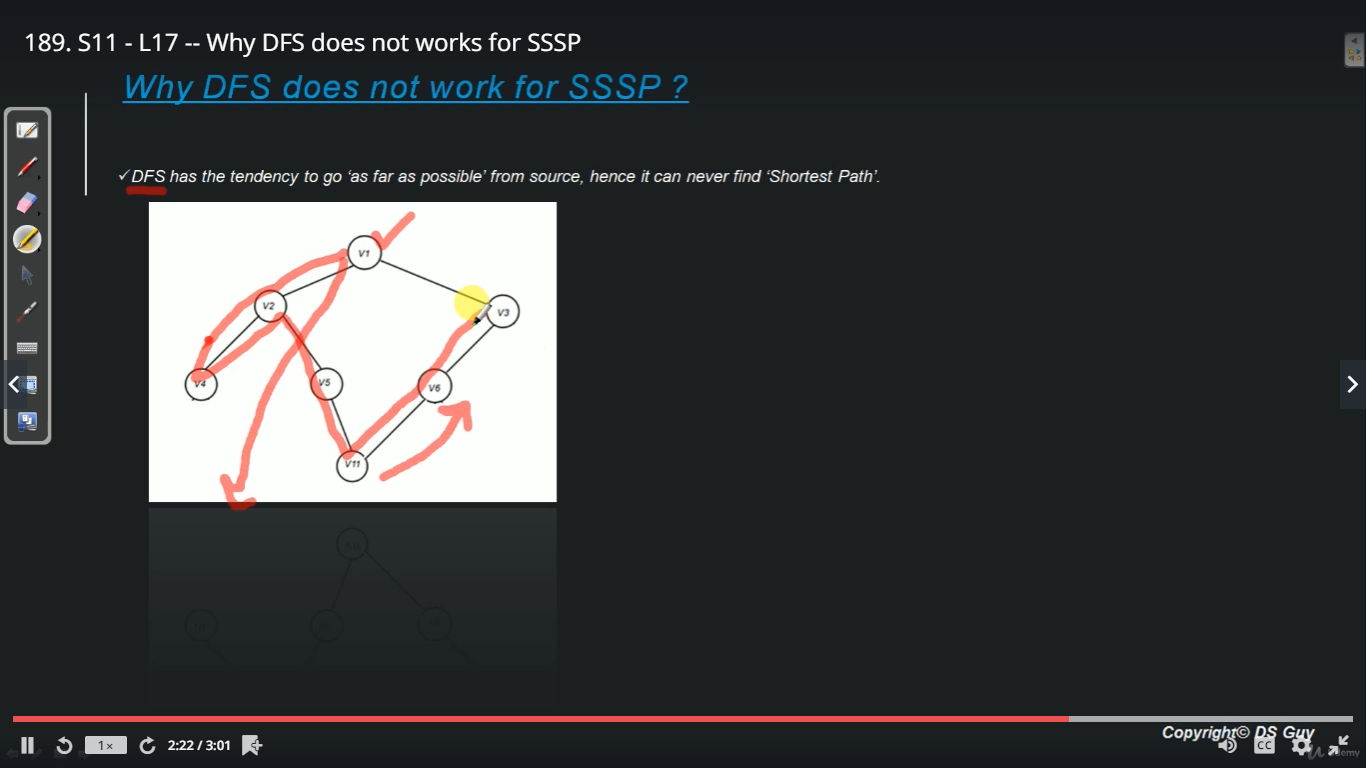 189. S11 - L17 -- Why DFS does not works for SSSP
Why DFS does not work for SSSP ?
✓DFS has the tendency to go 'as far as possible' from source, hence it can never find 'Shortest Path'.
V1
V2
V3
V4
V5
V6
V11
Copyright© DS Guy
1×
2:22 / 3:01
CC